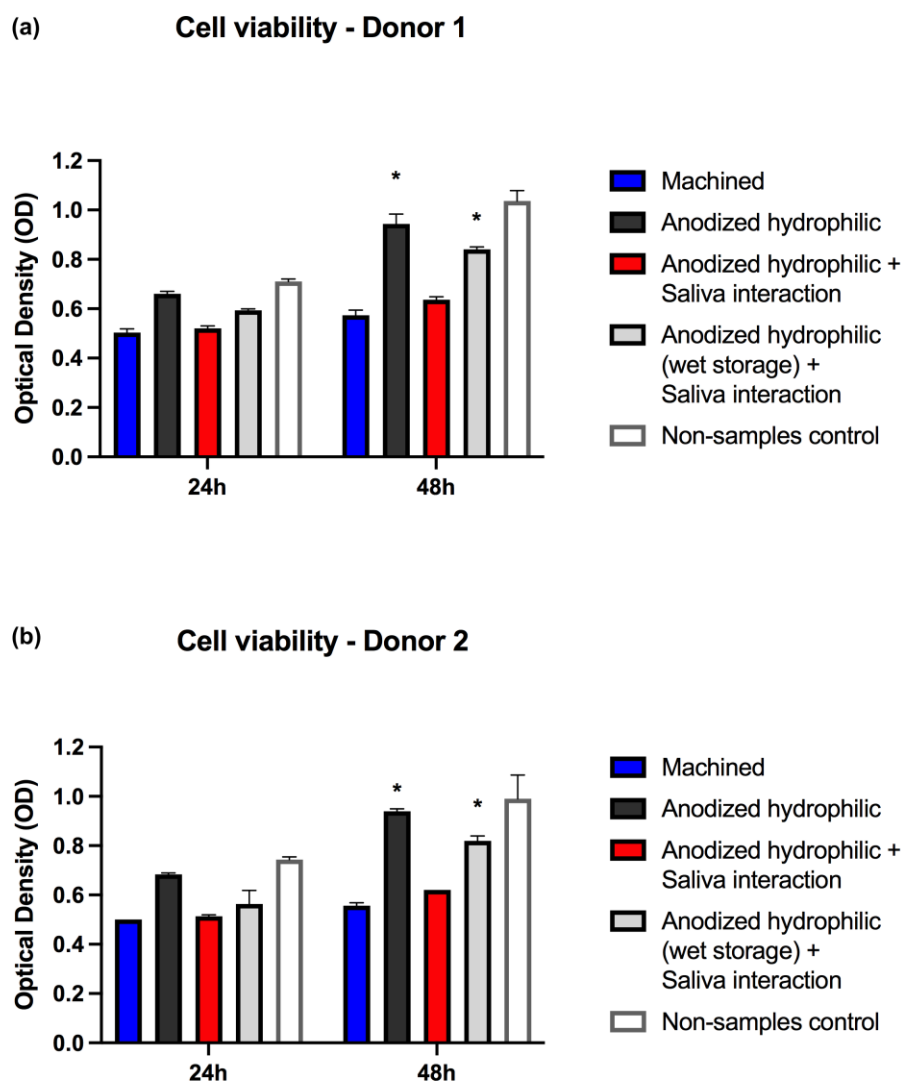 (a) Cell viability - Donor 1
Optical Density (OD)
1.2
1.0
0.8
0.6
0.4
0.2
0.0
*
*
24h
48h
Machined
Anodized hydrophilic
Anodized hydrophilic +
Saliva interaction
Anodized hydrophilic
(wet storage) +
Saliva interaction
Non-samples control
(b) Cell viability - Donor 2
Optical Density (OD)
1.2
1.0
0.8
0.6
0.4
0.2
0.0
*
*
24h
48h
Machined
Anodized hydrophilic
Anodized hydrophilic +
Saliva interaction
Anodized hydrophilic
(wet storage) +
Saliva interaction
Non-samples control